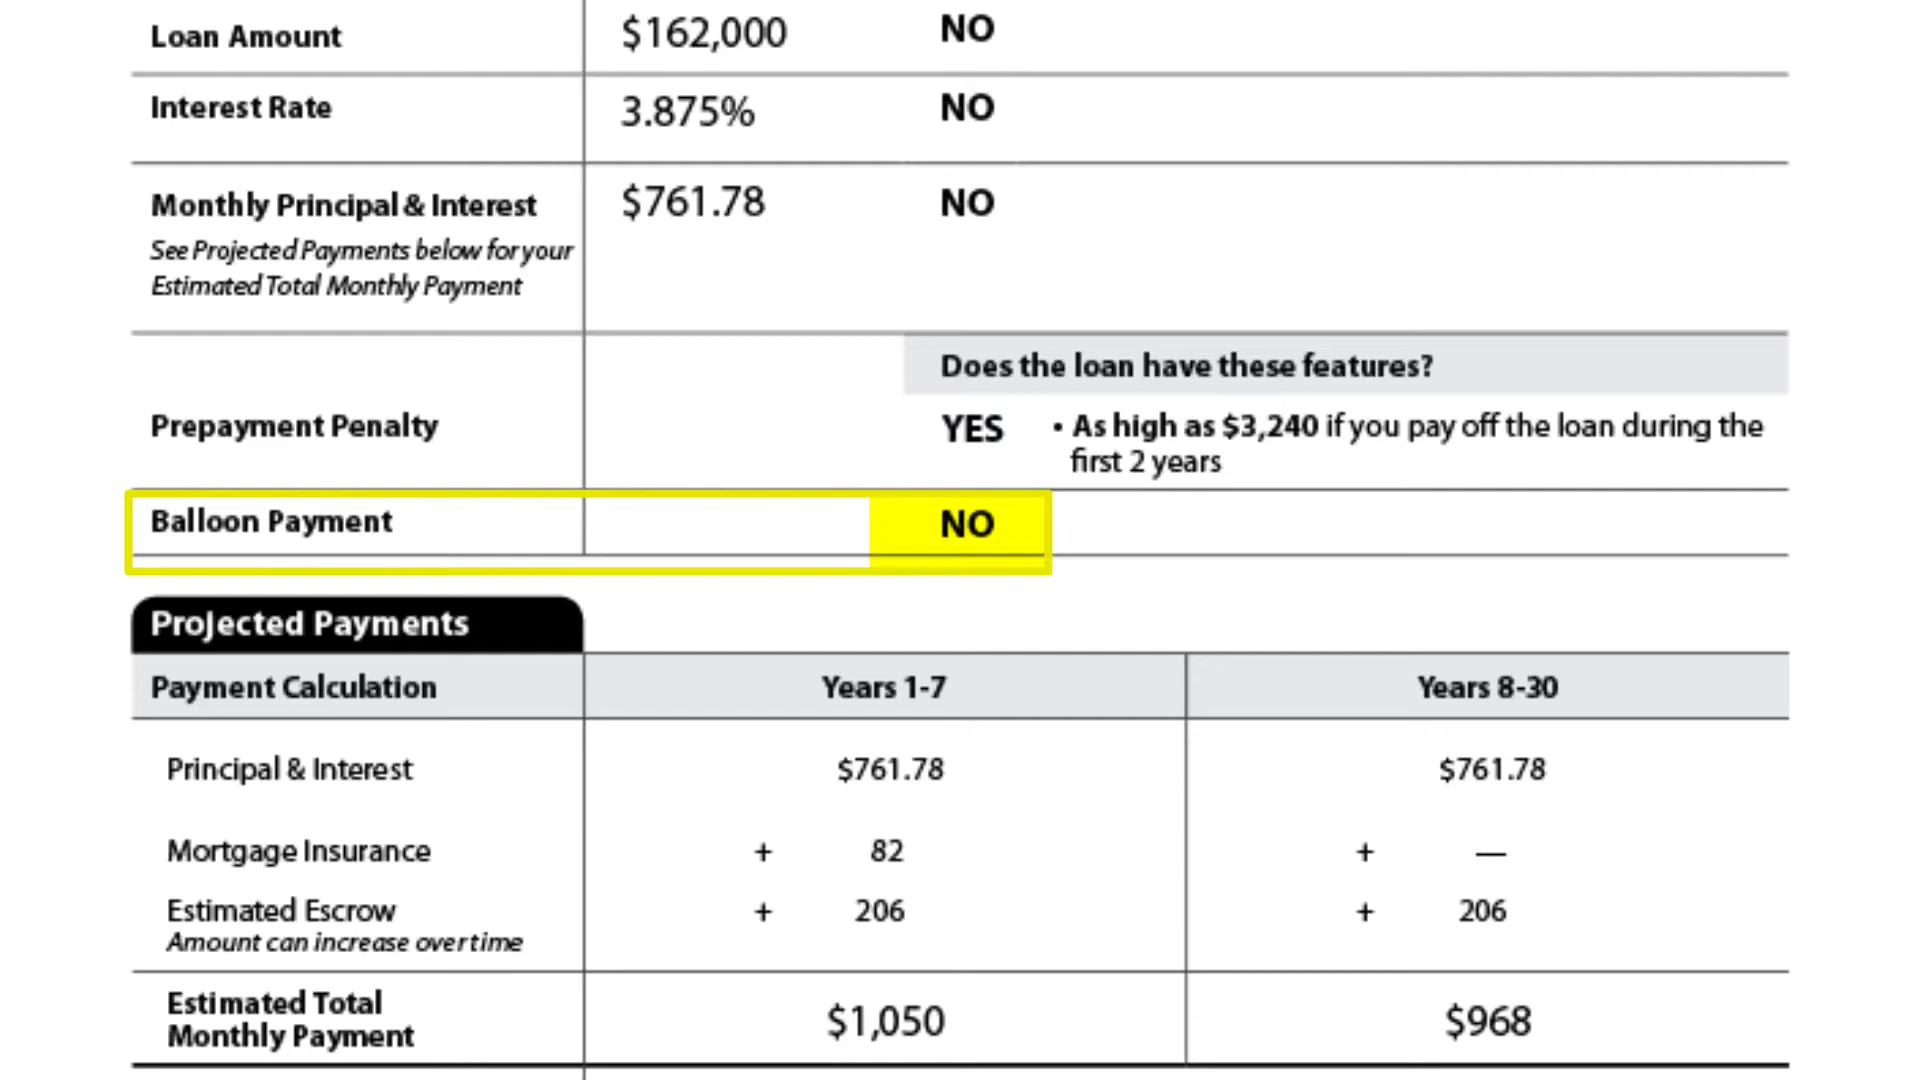 Loan Amount $162,000 NO
Interest Rate 3.875% NO
Monthly Principal & Interest $761.78 NO
See Projected Payments below for your
Estimated Total Monthly Payment
Does the loan have these features?
Prepayment Penalty YES • As high as $3,240 if you pay off the loan during the
first 2 years
Balloon Payment NO
Projected Payments
Payment Calculation Years 1-7 Years 8-30
Principal & Interest $761.78 $761.78
Mortgage Insurance + 82 + —
Estimated Escrow + 206 + 206
Amount can increase over time
Estimated Total
Monthly Payment $1,050 $968